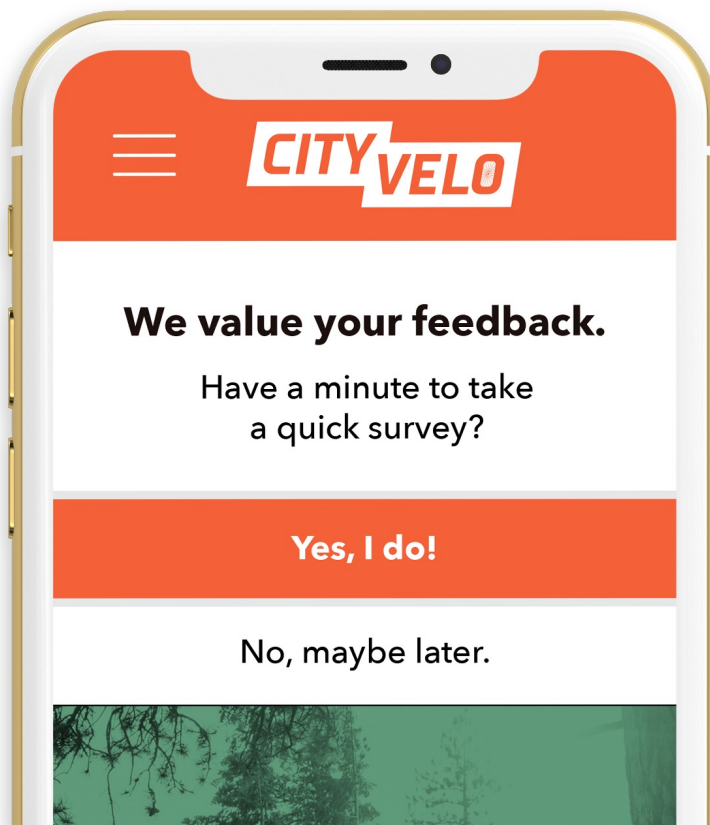 CITY VELO
We value your feedback.
Have a minute to take
a quick survey?
Yes, I do!
No, maybe later.